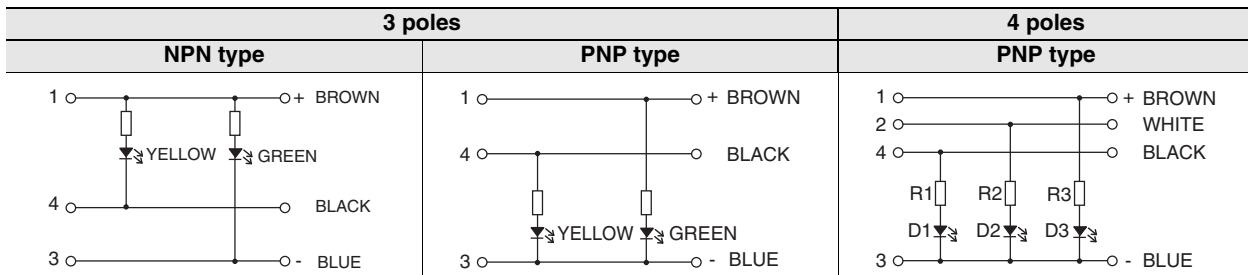 3 poles
4 poles
NPN type
PNP type
PNP type
1 + BROWN
YELLOW GREEN
4 BLACK
3 - BLUE
1 + BROWN
4 BLACK
YELLOW GREEN
3 - BLUE
1 + BROWN
2 WHITE
4 BLACK
R1 R2 R3
D1 D2 D3
3 - BLUE